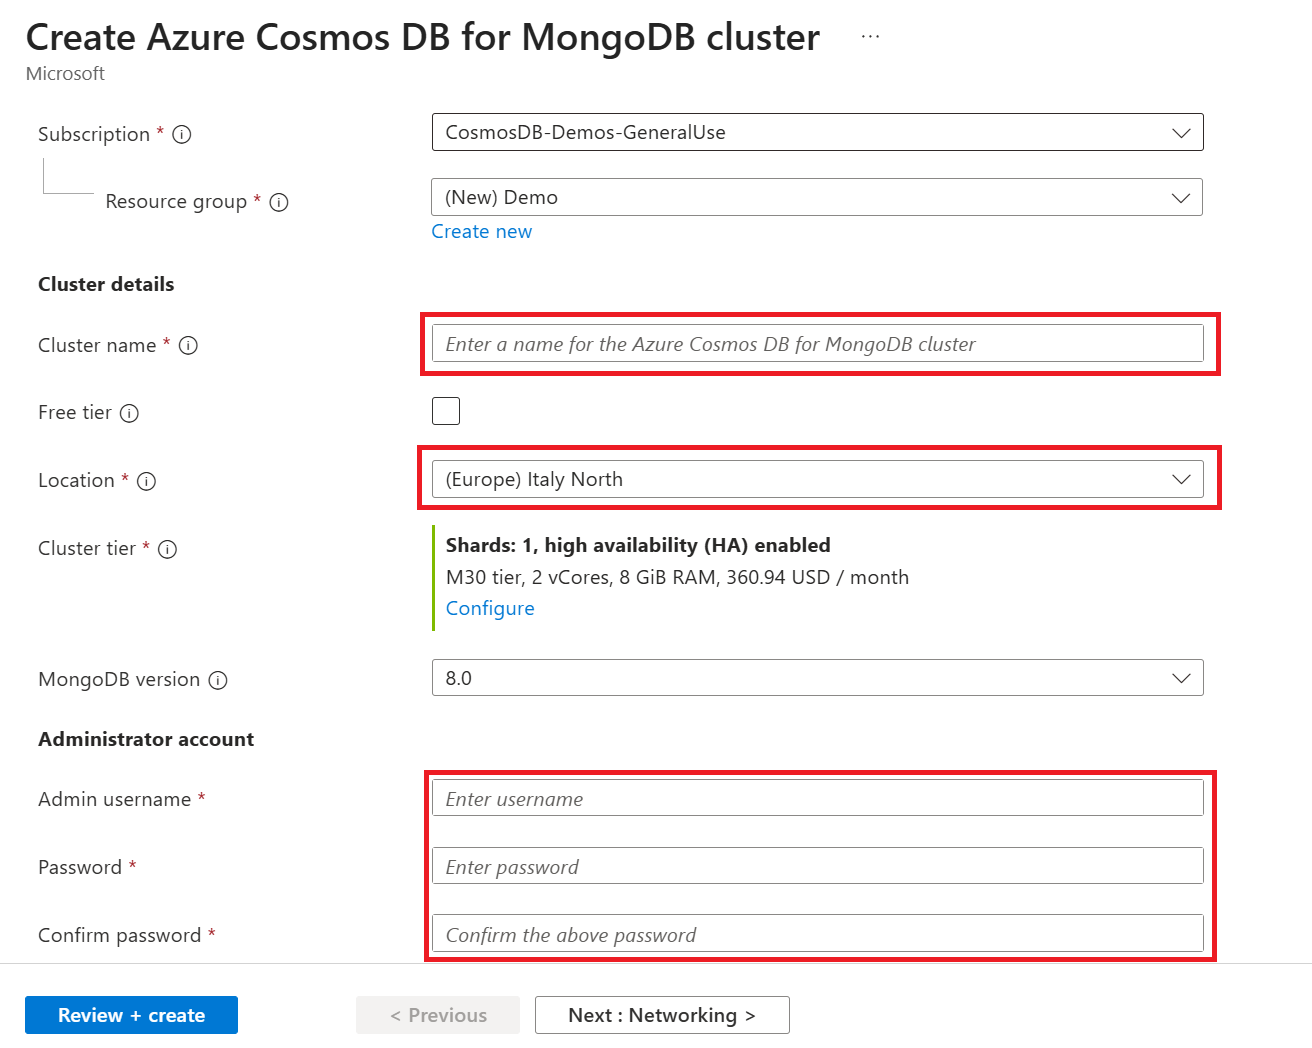 Create Azure Cosmos DB for MongoDB cluster ...
Microsoft
Subscription * CosmosDB-Demos-GeneralUse
Resource group * (New) Demo
Create new
Cluster details
Cluster name * Enter a name for the Azure Cosmos DB for MongoDB cluster
Free tier
Location * (Europe) Italy North
Cluster tier * Shards: 1, high availability (HA) enabled
M30 tier, 2 vCores, 8 GiB RAM, 360.94 USD / month
Configure
MongoDB version 8.0
Administrator account
Admin username * Enter username
Password * Enter password
Confirm password * Confirm the above password
Review + create < Previous Next : Networking >